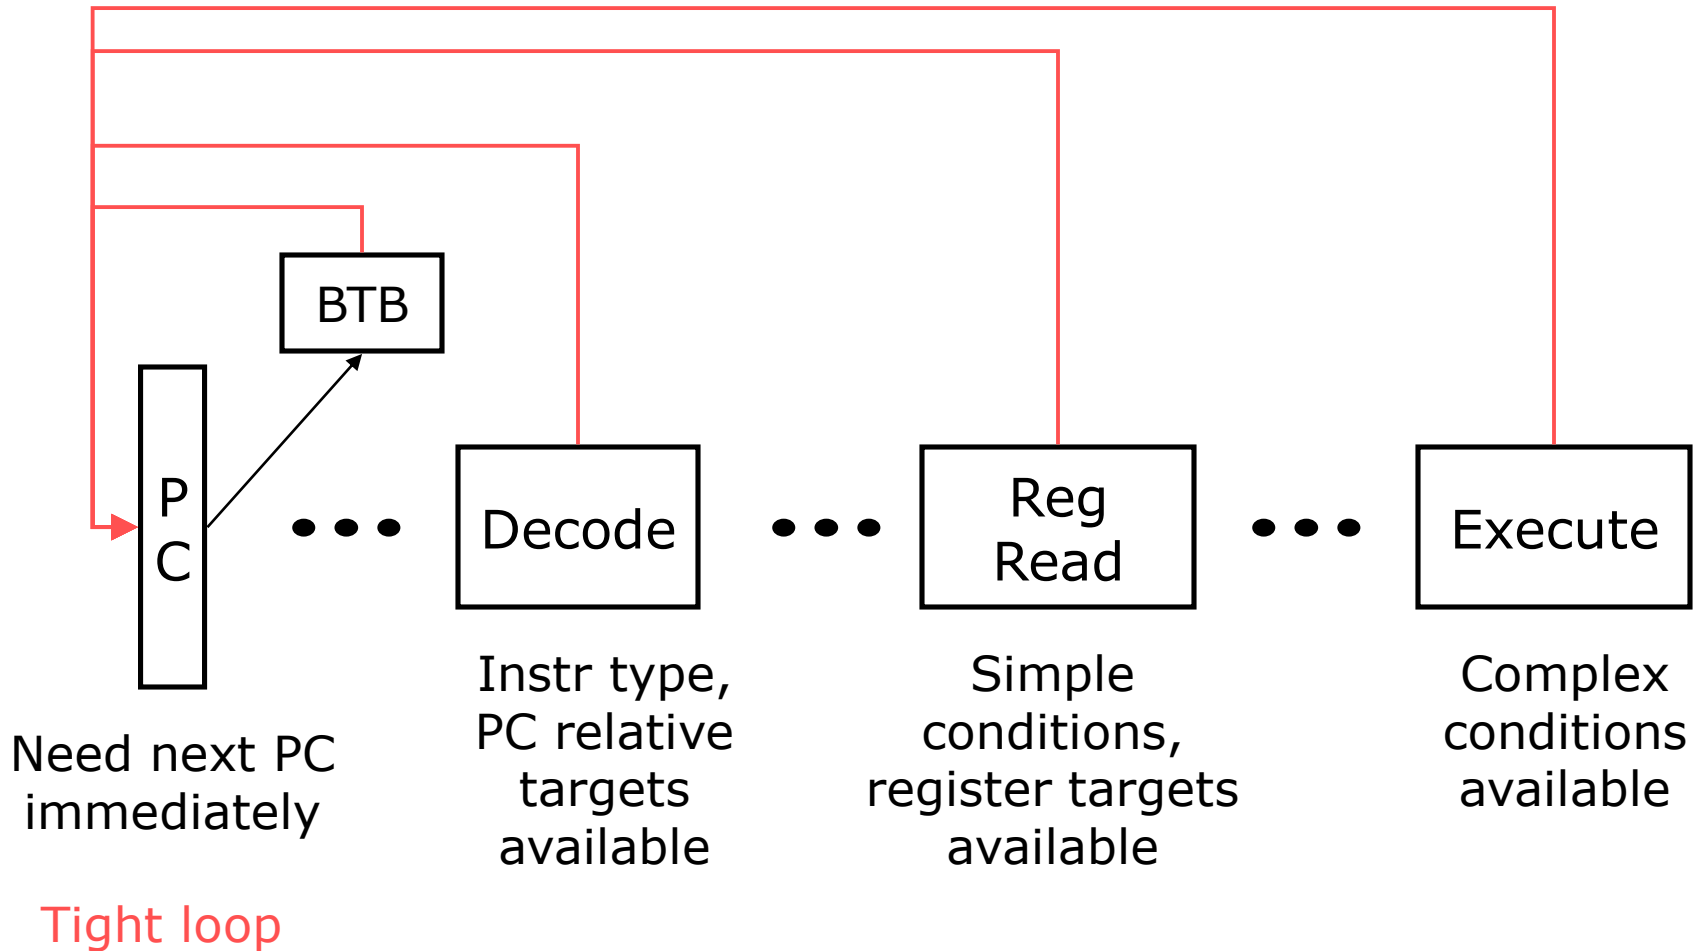 BTB
P
C
Decode
Reg
Read
Execute
Need next PC
immediately
Instr type,
PC relative
targets
available
Simple
conditions,
register targets
available
Complex
conditions
available
Tight loop